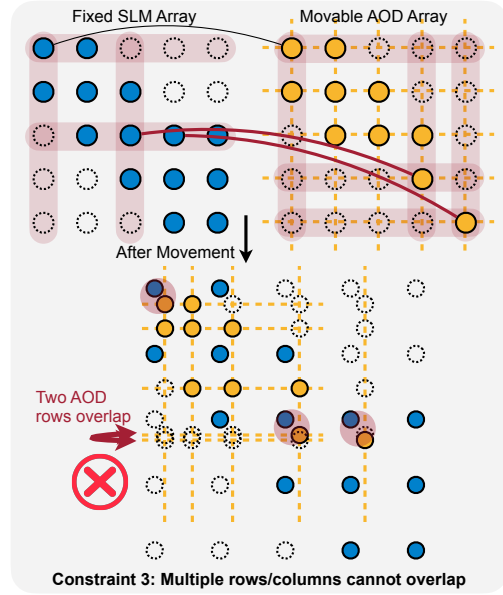 Fixed SLM Array
Movable AOD Array
After Movement
Two AOD
rows overlap
Constraint 3: Multiple rows/columns cannot overlap